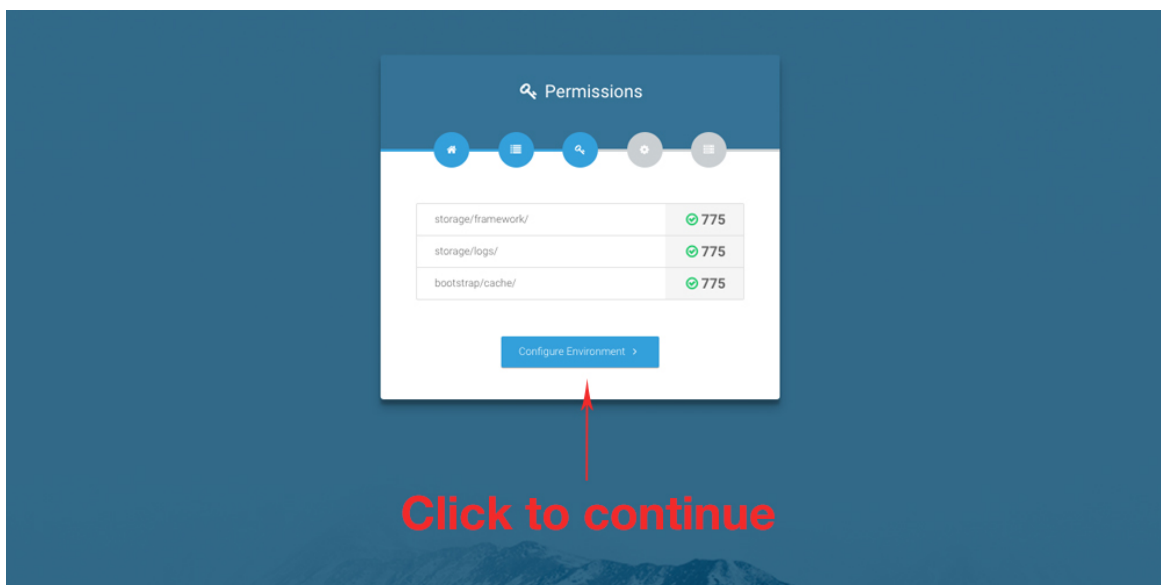 Permissions
storage/framework/ 775
storage/logs/ 775
bootstrap/cache/ 775
Configure Environment
Click to continue